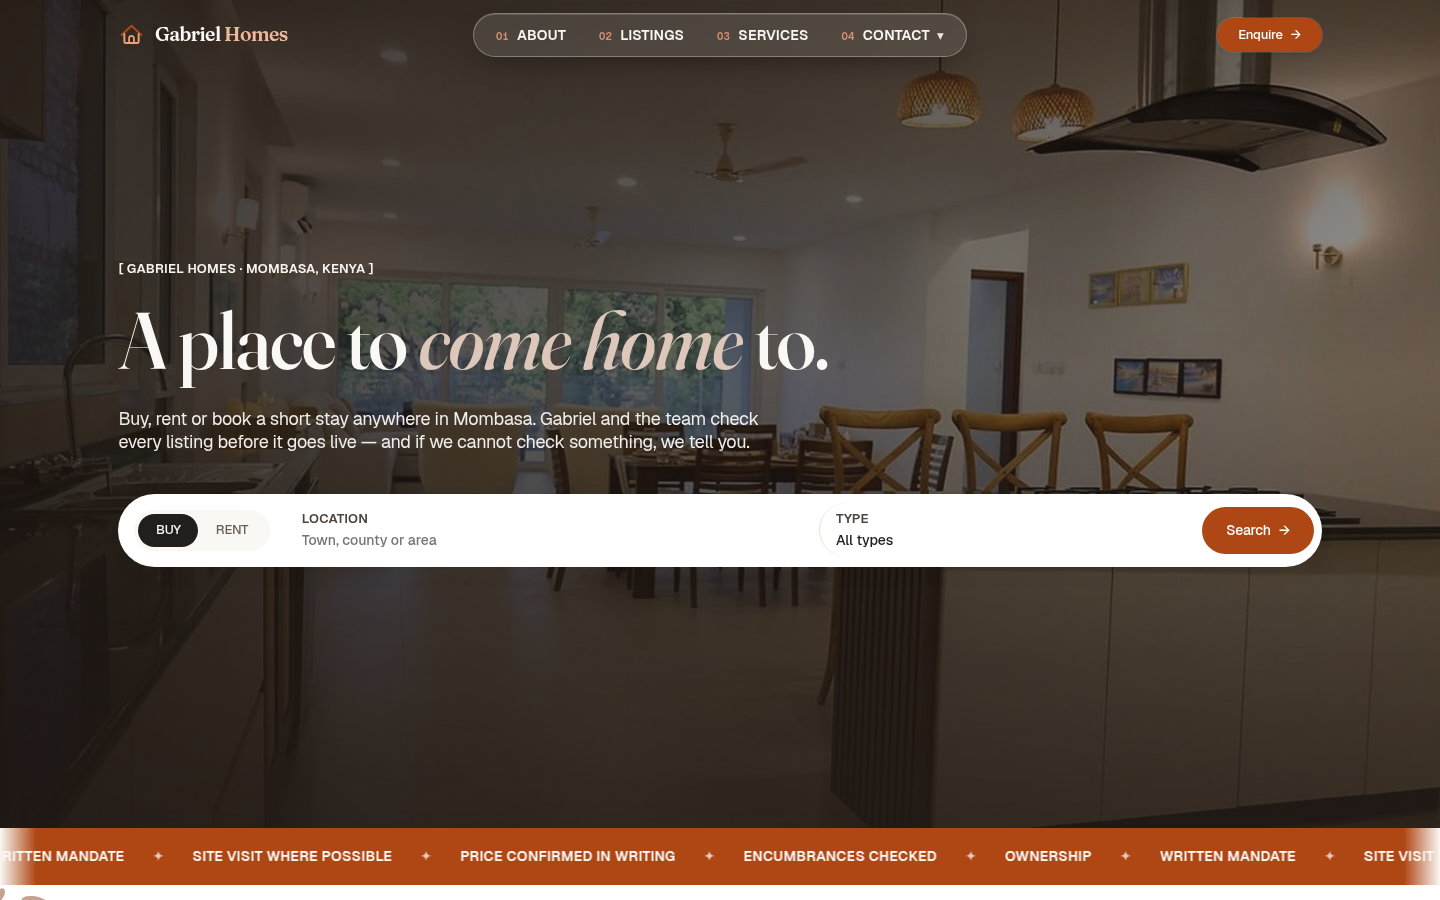 Gabriel Homes
01 ABOUT 02 LISTINGS 03 SERVICES 04 CONTACT ▾
Enquire →
[ GABRIEL HOMES · MOMBASA, KENYA ]
A place to come home to.
Buy, rent or book a short stay anywhere in Mombasa. Gabriel and the team check
every listing before it goes live — and if we cannot check something, we tell you.
BUY RENT
LOCATION
Town, county or area
TYPE
All types
Search →
RITTEN MANDATE ✦ SITE VISIT WHERE POSSIBLE ✦ PRICE CONFIRMED IN WRITING ✦ ENCUMBRANCES CHECKED ✦ OWNERSHIP ✦ WRITTEN MANDATE ✦ SITE VISIT